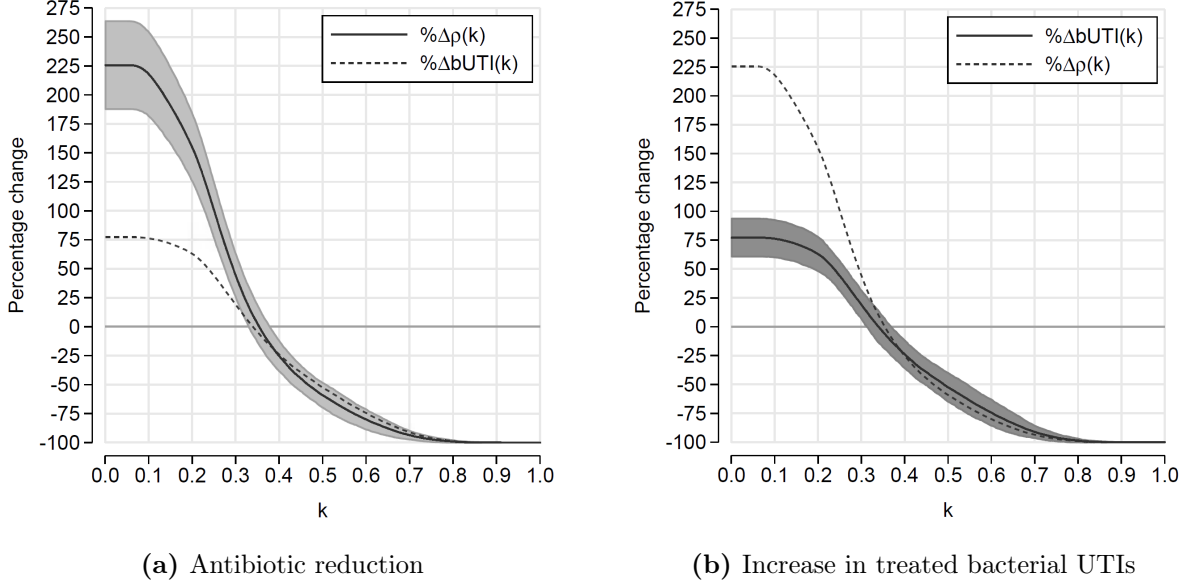 275
250
225
200
175
150
125
100
75
50
25
0
-25
-50
-75
-100
Percentage change
%Δρ(k)
%ΔbUTI(k)
0.0 0.1 0.2 0.3 0.4 0.5 0.6 0.7 0.8 0.9 1.0
k
(a) Antibiotic reduction
275
250
225
200
175
150
125
100
75
50
25
0
-25
-50
-75
-100
Percentage change
%ΔbUTI(k)
%Δρ(k)
0.0 0.1 0.2 0.3 0.4 0.5 0.6 0.7 0.8 0.9 1.0
k
(b) Increase in treated bacterial UTIs